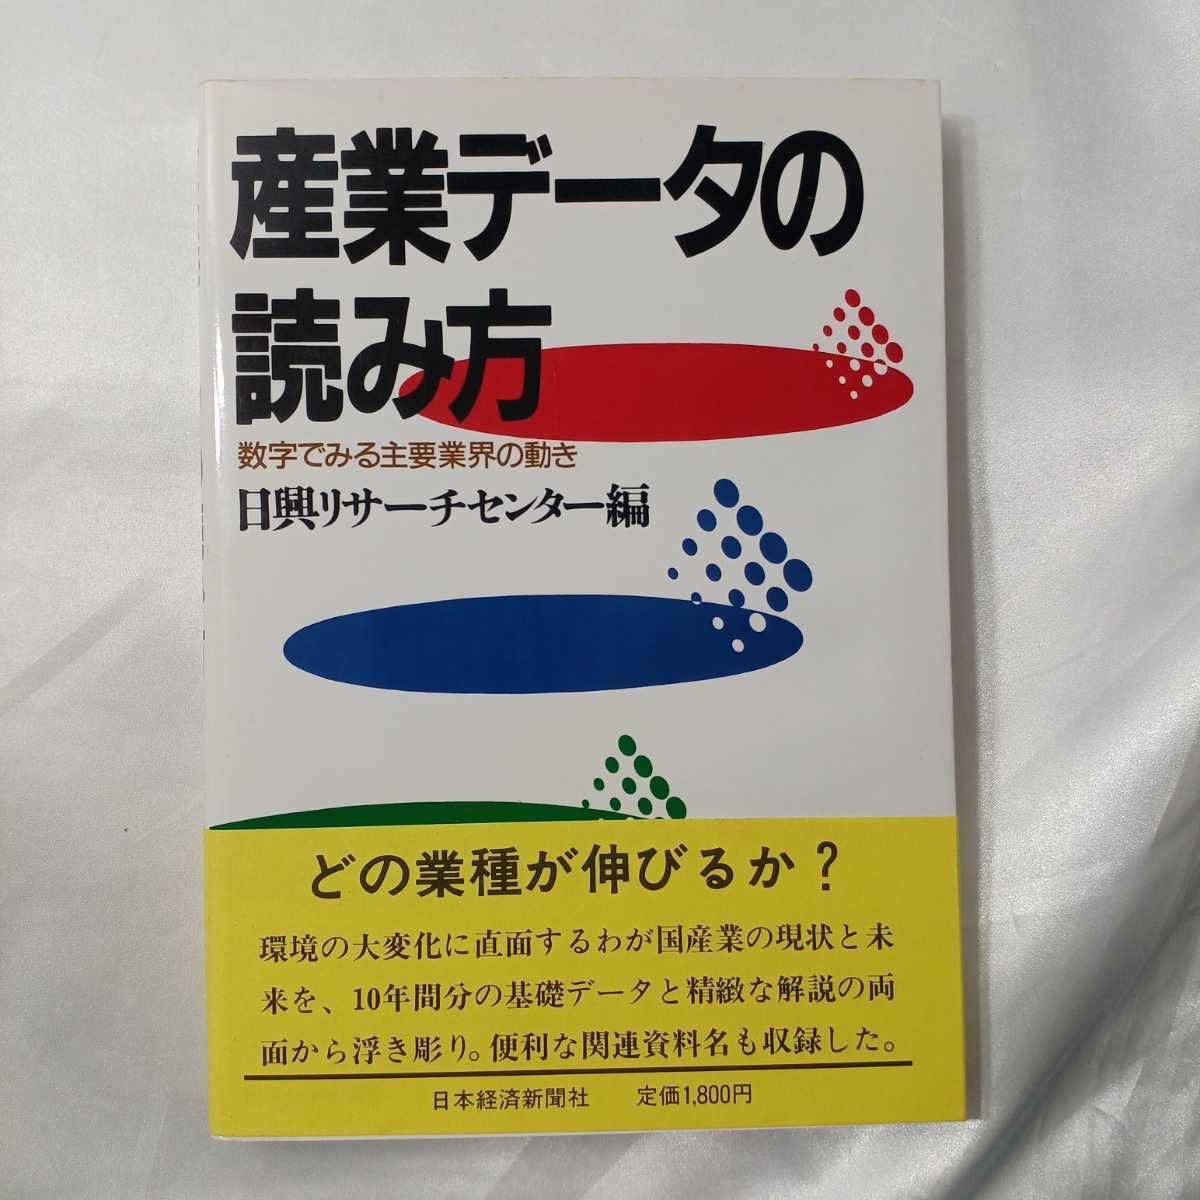 産業データの
読み方
数字でみる主要業界の動き
日興リサーチセンター編
どの業種が伸びるか?
環境の大変化に直面するわが国産業の現状と未
来を、10年間分の基礎データと精緻な解説の両
面から浮き彫り。便利な関連資料名も収録した。
日本経済新聞社 定価1,800円